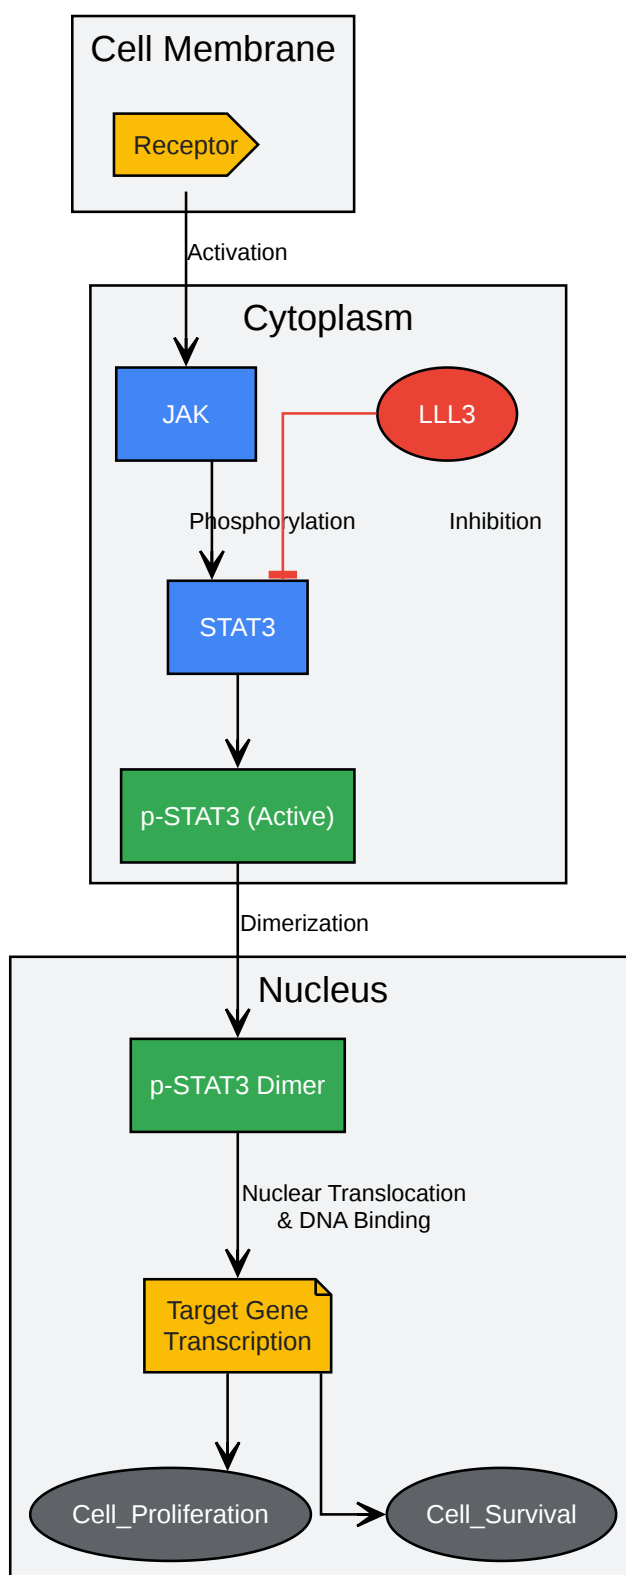 Cell Membrane
Receptor
Activation
Cytoplasm
JAK
LLL3
Phosphorylation
Inhibition
STAT3
p-STAT3 (Active)
Dimerization
Nucleus
p-STAT3 Dimer
Nuclear Translocation
& DNA Binding
Target Gene
Transcription
Cell_Proliferation
Cell_Survival